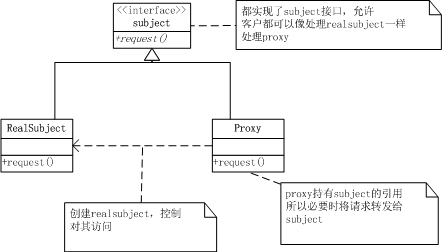 <<interface>>
subject
+request()
都实现了subject接口，允许
客户都可以像处理realsubject一样
处理proxy
RealSubject
+request()
Proxy
+request()
创建realsubject，控制
对其访问
proxy持有subject的引用
所以必要时将请求转发给
subject